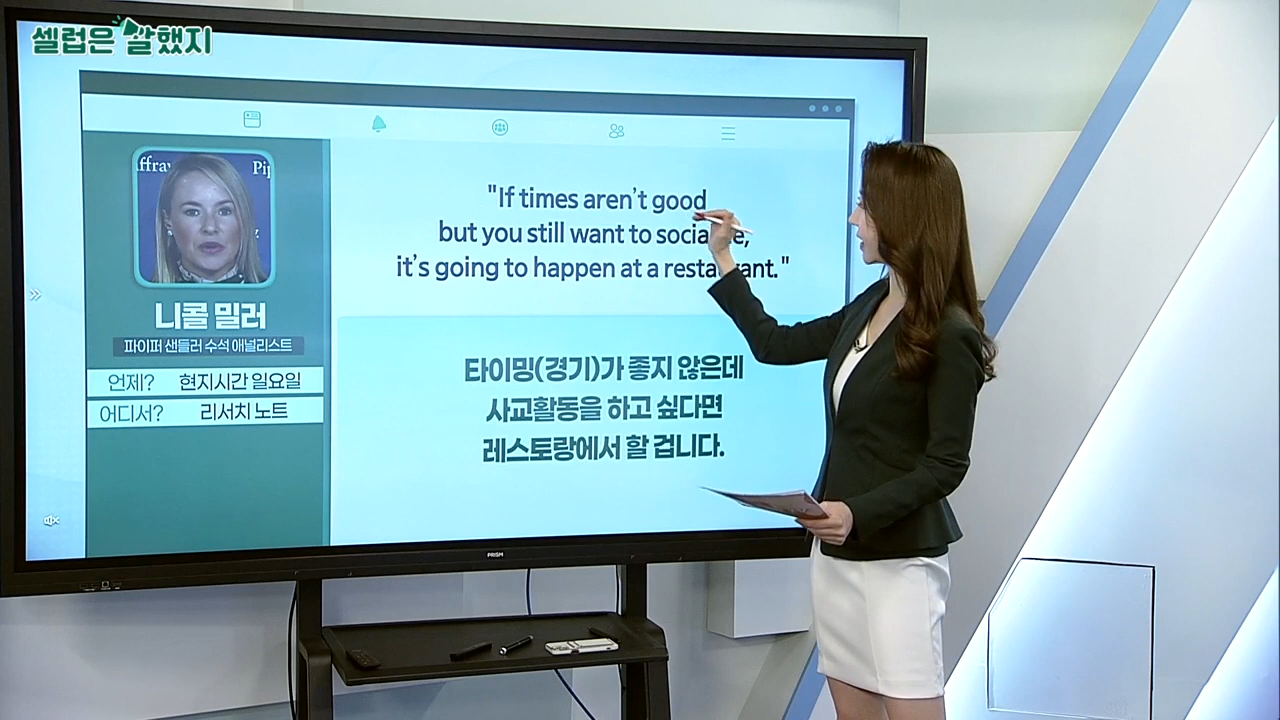 셀럽은 말했지
ffray Pip
"If times aren't good
but you still want to
it's going to happen at a
니콜 밀러
파이퍼 샌들러 수석 애널리스트
언제? 현지시간 일요일
어디서? 리서치 노트
타이밍(경기)가 좋지 않은데
사교활동을 하고 싶다면
레스토랑에서 할 겁니다.
PRISM